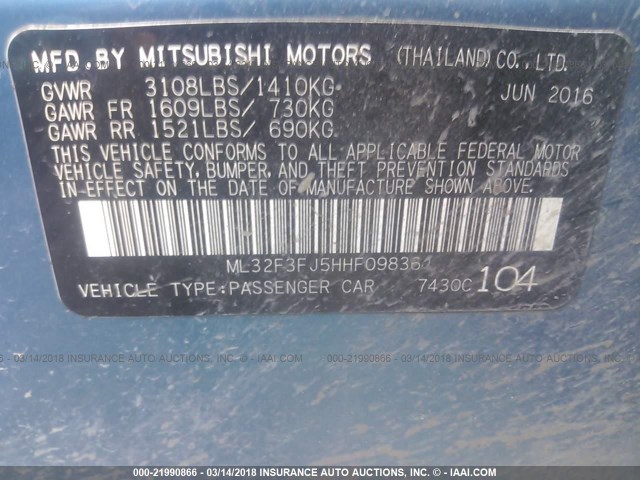 MFD. BY MITSUBISHI MOTORS (THAILAND) CO., LTD.
GVWR 3108LBS/1410KG JUN 2016
GAWR FR 1609LBS/ 730KG
GAWR RR 1521LBS/ 690KG
THIS VEHICLE CONFORMS TO ALL APPLICABLE FEDERAL MOTOR
VEHICLE SAFETY, BUMPER, AND THEFT PREVENTION STANDARDS
IN EFFECT ON THE DATE OF MANUFACTURE SHOWN ABOVE.
ML32F3FJ5HHF09836
VEHICLE TYPE:PASSENGER CAR 7430C 104
000-21990866 - 03/14/2018 INSURANCE AUTO AUCTIONS - © - IAAI.COM